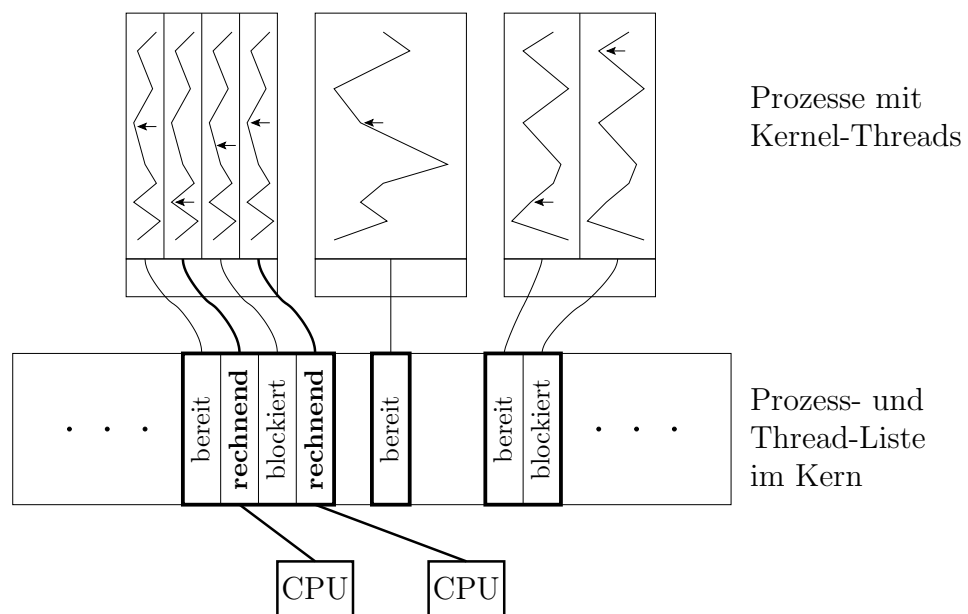 Prozesse mit
Kernel-Threads
bereit
rechnend
blockiert
rechnend
bereit
bereit
blockiert
Prozess- und
Thread-Liste
im Kern
CPU
CPU